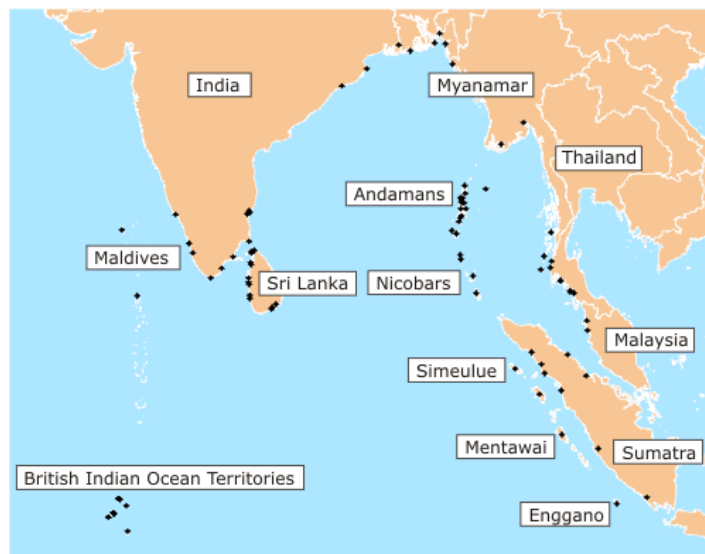 India
Myanamar
Thailand
Andamans
Maldives
Sri Lanka
Nicobars
Malaysia
Simeulue
Mentawai
Sumatra
British Indian Ocean Territories
Enggano